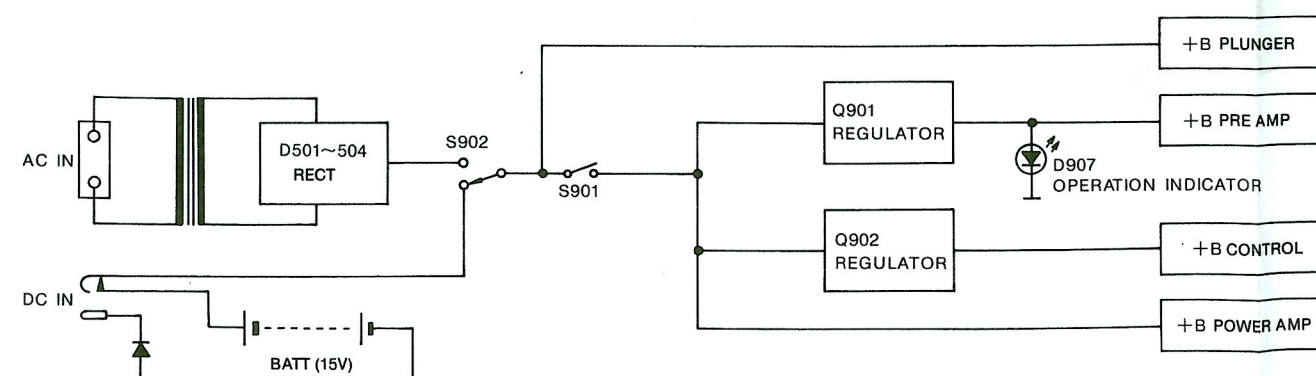 +B PLUNGER
Q901
REGULATOR
+B PRE AMP
AC IN
D501~504
RECT
S902
S901
D907
OPERATION INDICATOR
Q902
REGULATOR
+B CONTROL
DC IN
BATT (15V)
+B POWER AMP